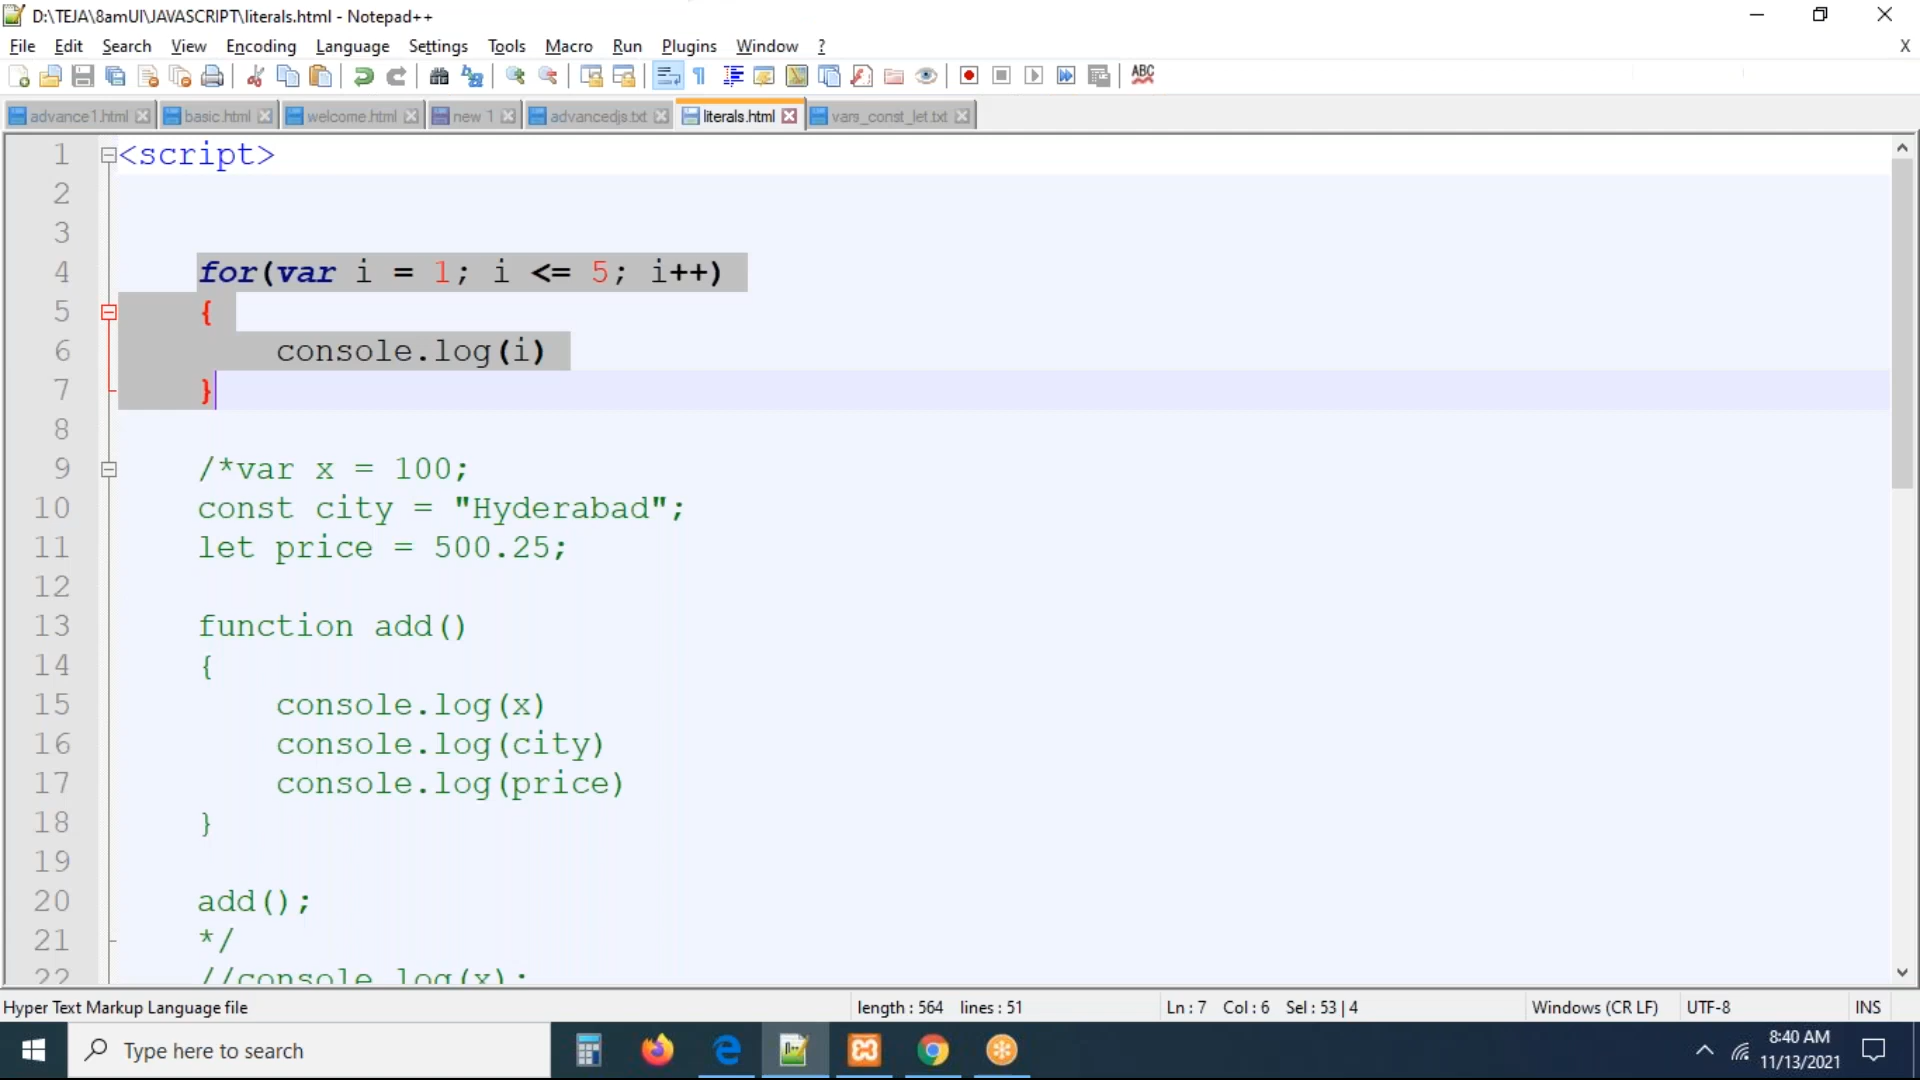 D:\TEJA\8amUI\JAVASCRIPT\literals.html - Notepad++
File Edit Search View Encoding Language Settings Tools Macro Run Plugins Window ? X
ABC
advance1.html basic.html welcome.html new 1 advancedjs.txt literals.html vars_const_let.txt
1 <script>
2
3
4 for(var i = 1; i <= 5; i++)
5 {
6 console.log(i)
7 }
8
9 /*var x = 100;
10 const city = "Hyderabad";
11 let price = 500.25;
12
13 function add()
14 {
15 console.log(x)
16 console.log(city)
17 console.log(price)
18 }
19
20 add();
21 */
22 //console.log(x);
Hyper Text Markup Language file length : 564 lines : 51 Ln : 7 Col : 6 Sel : 53 | 4 Windows (CR LF) UTF-8 INS
Type here to search
8:40 AM
11/13/2021